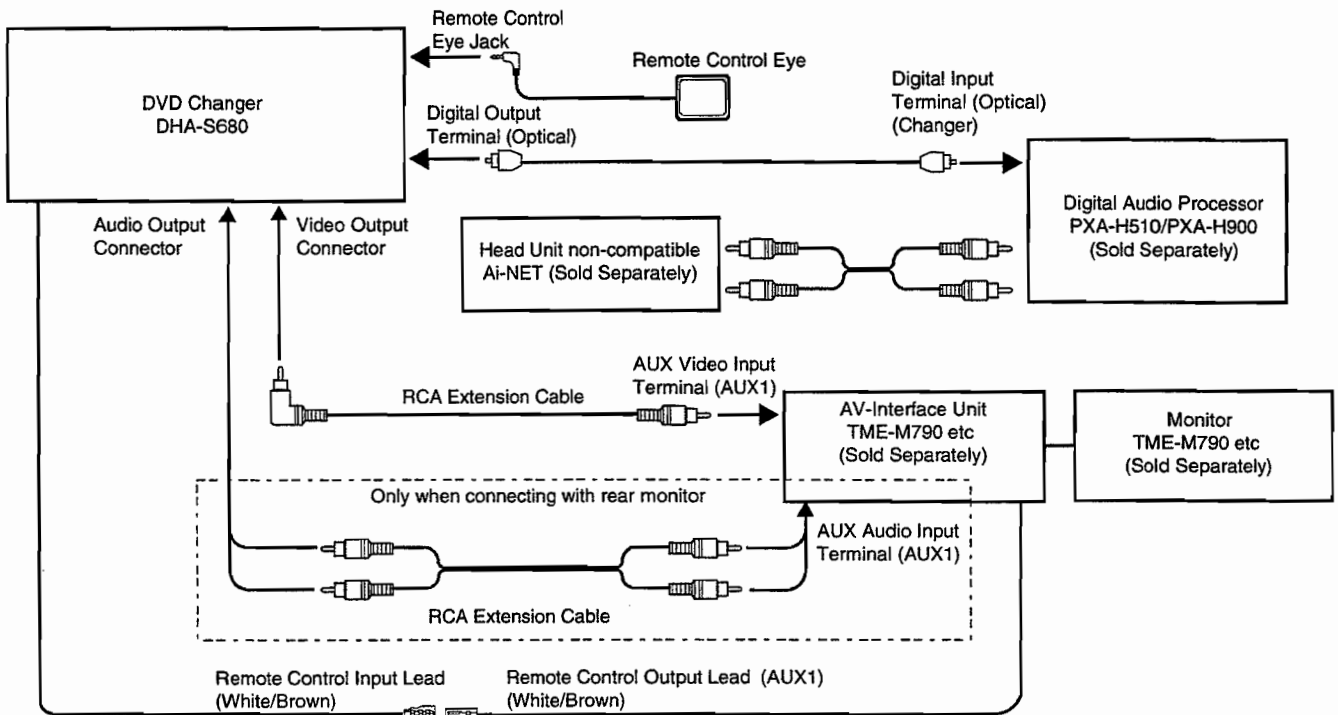 Remote Control
Eye Jack
Remote Control Eye
DVD Changer
DHA-S680
Digital Output
Terminal (Optical)
Digital Input
Terminal (Optical)
(Changer)
Digital Audio Processor
PXA-H510/PXA-H900
(Sold Separately)
Audio Output
Connector
Video Output
Connector
Head Unit non-compatible
Ai-NET (Sold Separately)
RCA Extension Cable
AUX Video Input
Terminal (AUX1)
AV-Interface Unit
TME-M790 etc
(Sold Separately)
Monitor
TME-M790 etc
(Sold Separately)
Only when connecting with rear monitor
AUX Audio Input
Terminal (AUX1)
RCA Extension Cable
Remote Control Input Lead
(White/Brown)
Remote Control Output Lead (AUX1)
(White/Brown)